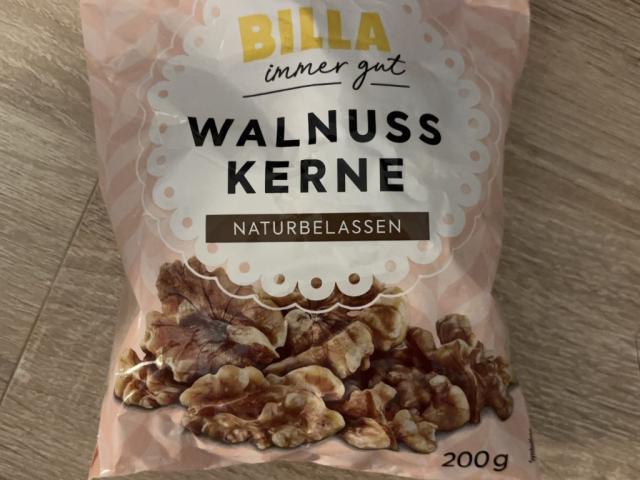 BILLA
immer gut
WALNUSS
KERNE
NATURBELASSEN
200g